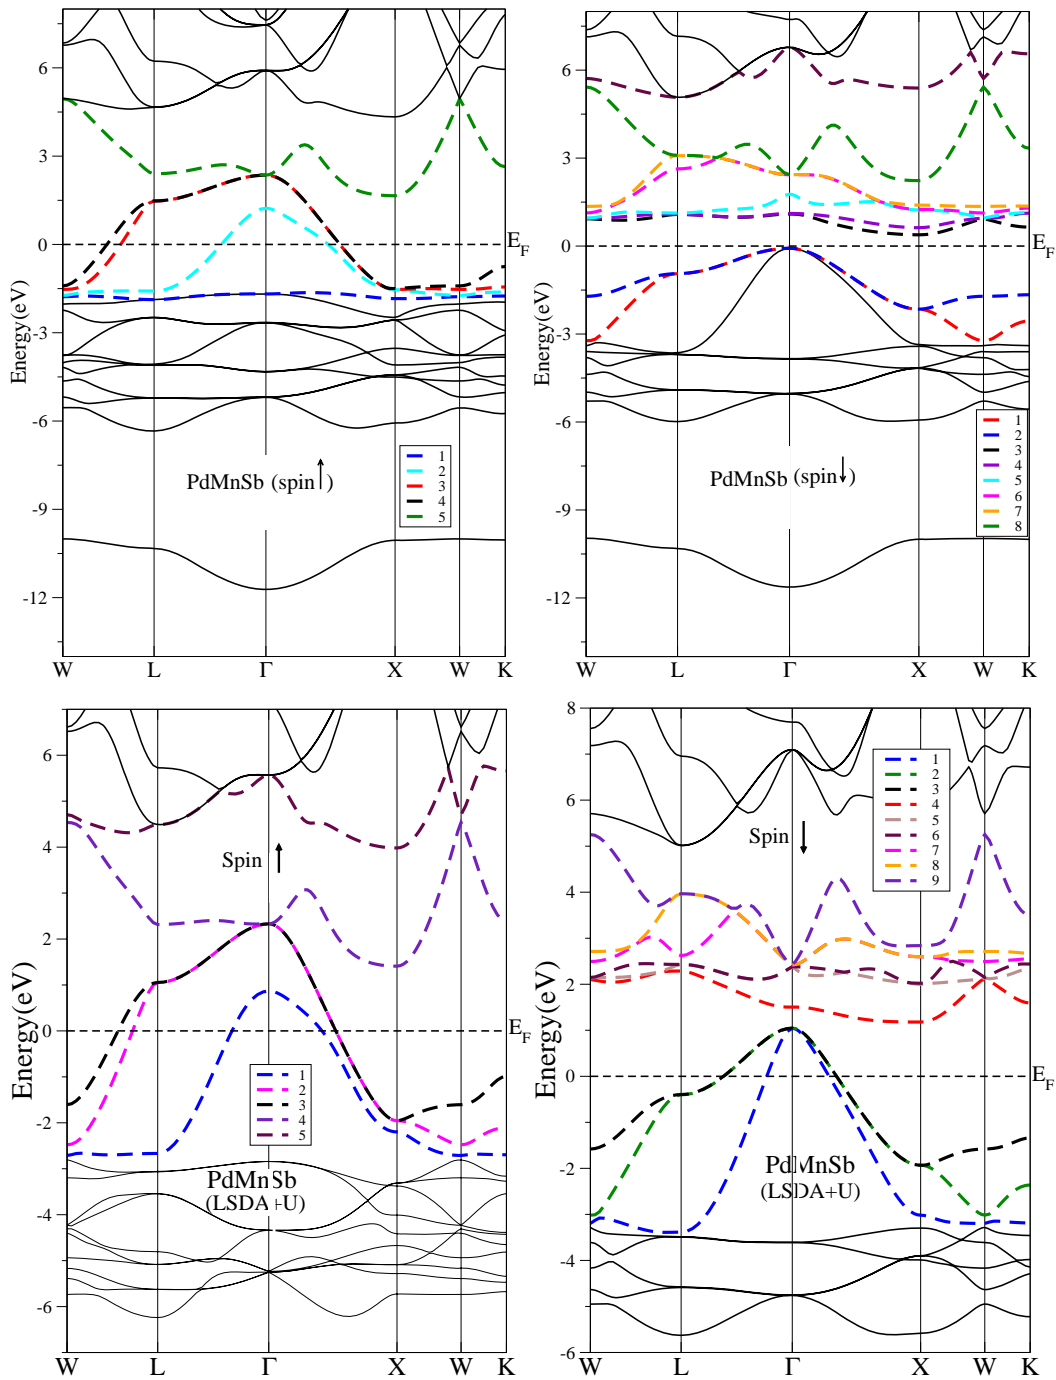 6
3
0
-3
-6
-9
-12
Energy(eV)
E_F
PdMnSb (spin↑)
1
2
3
4
5
W L Γ X W K
6
3
0
-3
-6
-9
-12
Energy(eV)
E_F
PdMnSb (spin↓)
1
2
3
4
5
6
7
8
W L Γ X W K
6
4
2
0
-2
-4
-6
Energy(eV)
E_F
Spin ↑
1
2
3
4
5
PdMnSb
(LSDA+U)
W L Γ X W K
8
6
4
2
0
-2
-4
-6
Energy(eV)
E_F
1
2
3
4
5
6
7
8
9
Spin ↓
PdMnSb
(LSDA+U)
W L Γ X W K